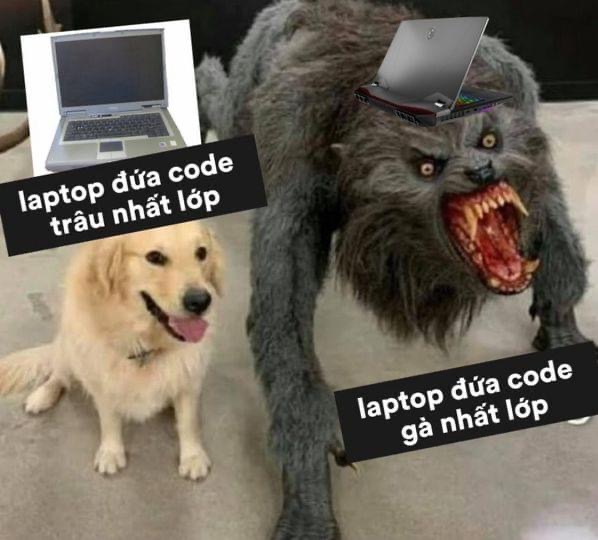 laptop đứa code
trâu nhất lớp
laptop đứa code
gà nhất lớp